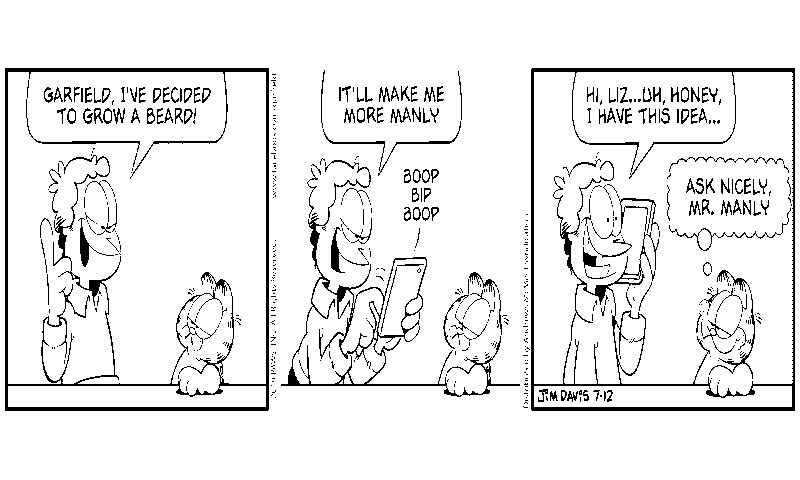 GARFIELD, I'VE DECIDED
TO GROW A BEARD!
IT'LL MAKE ME
MORE MANLY
BOOP
BIP
BOOP
HI, LIZ...UH, HONEY,
I HAVE THIS IDEA...
ASK NICELY,
MR. MANLY
JIM DAVIS 7-12